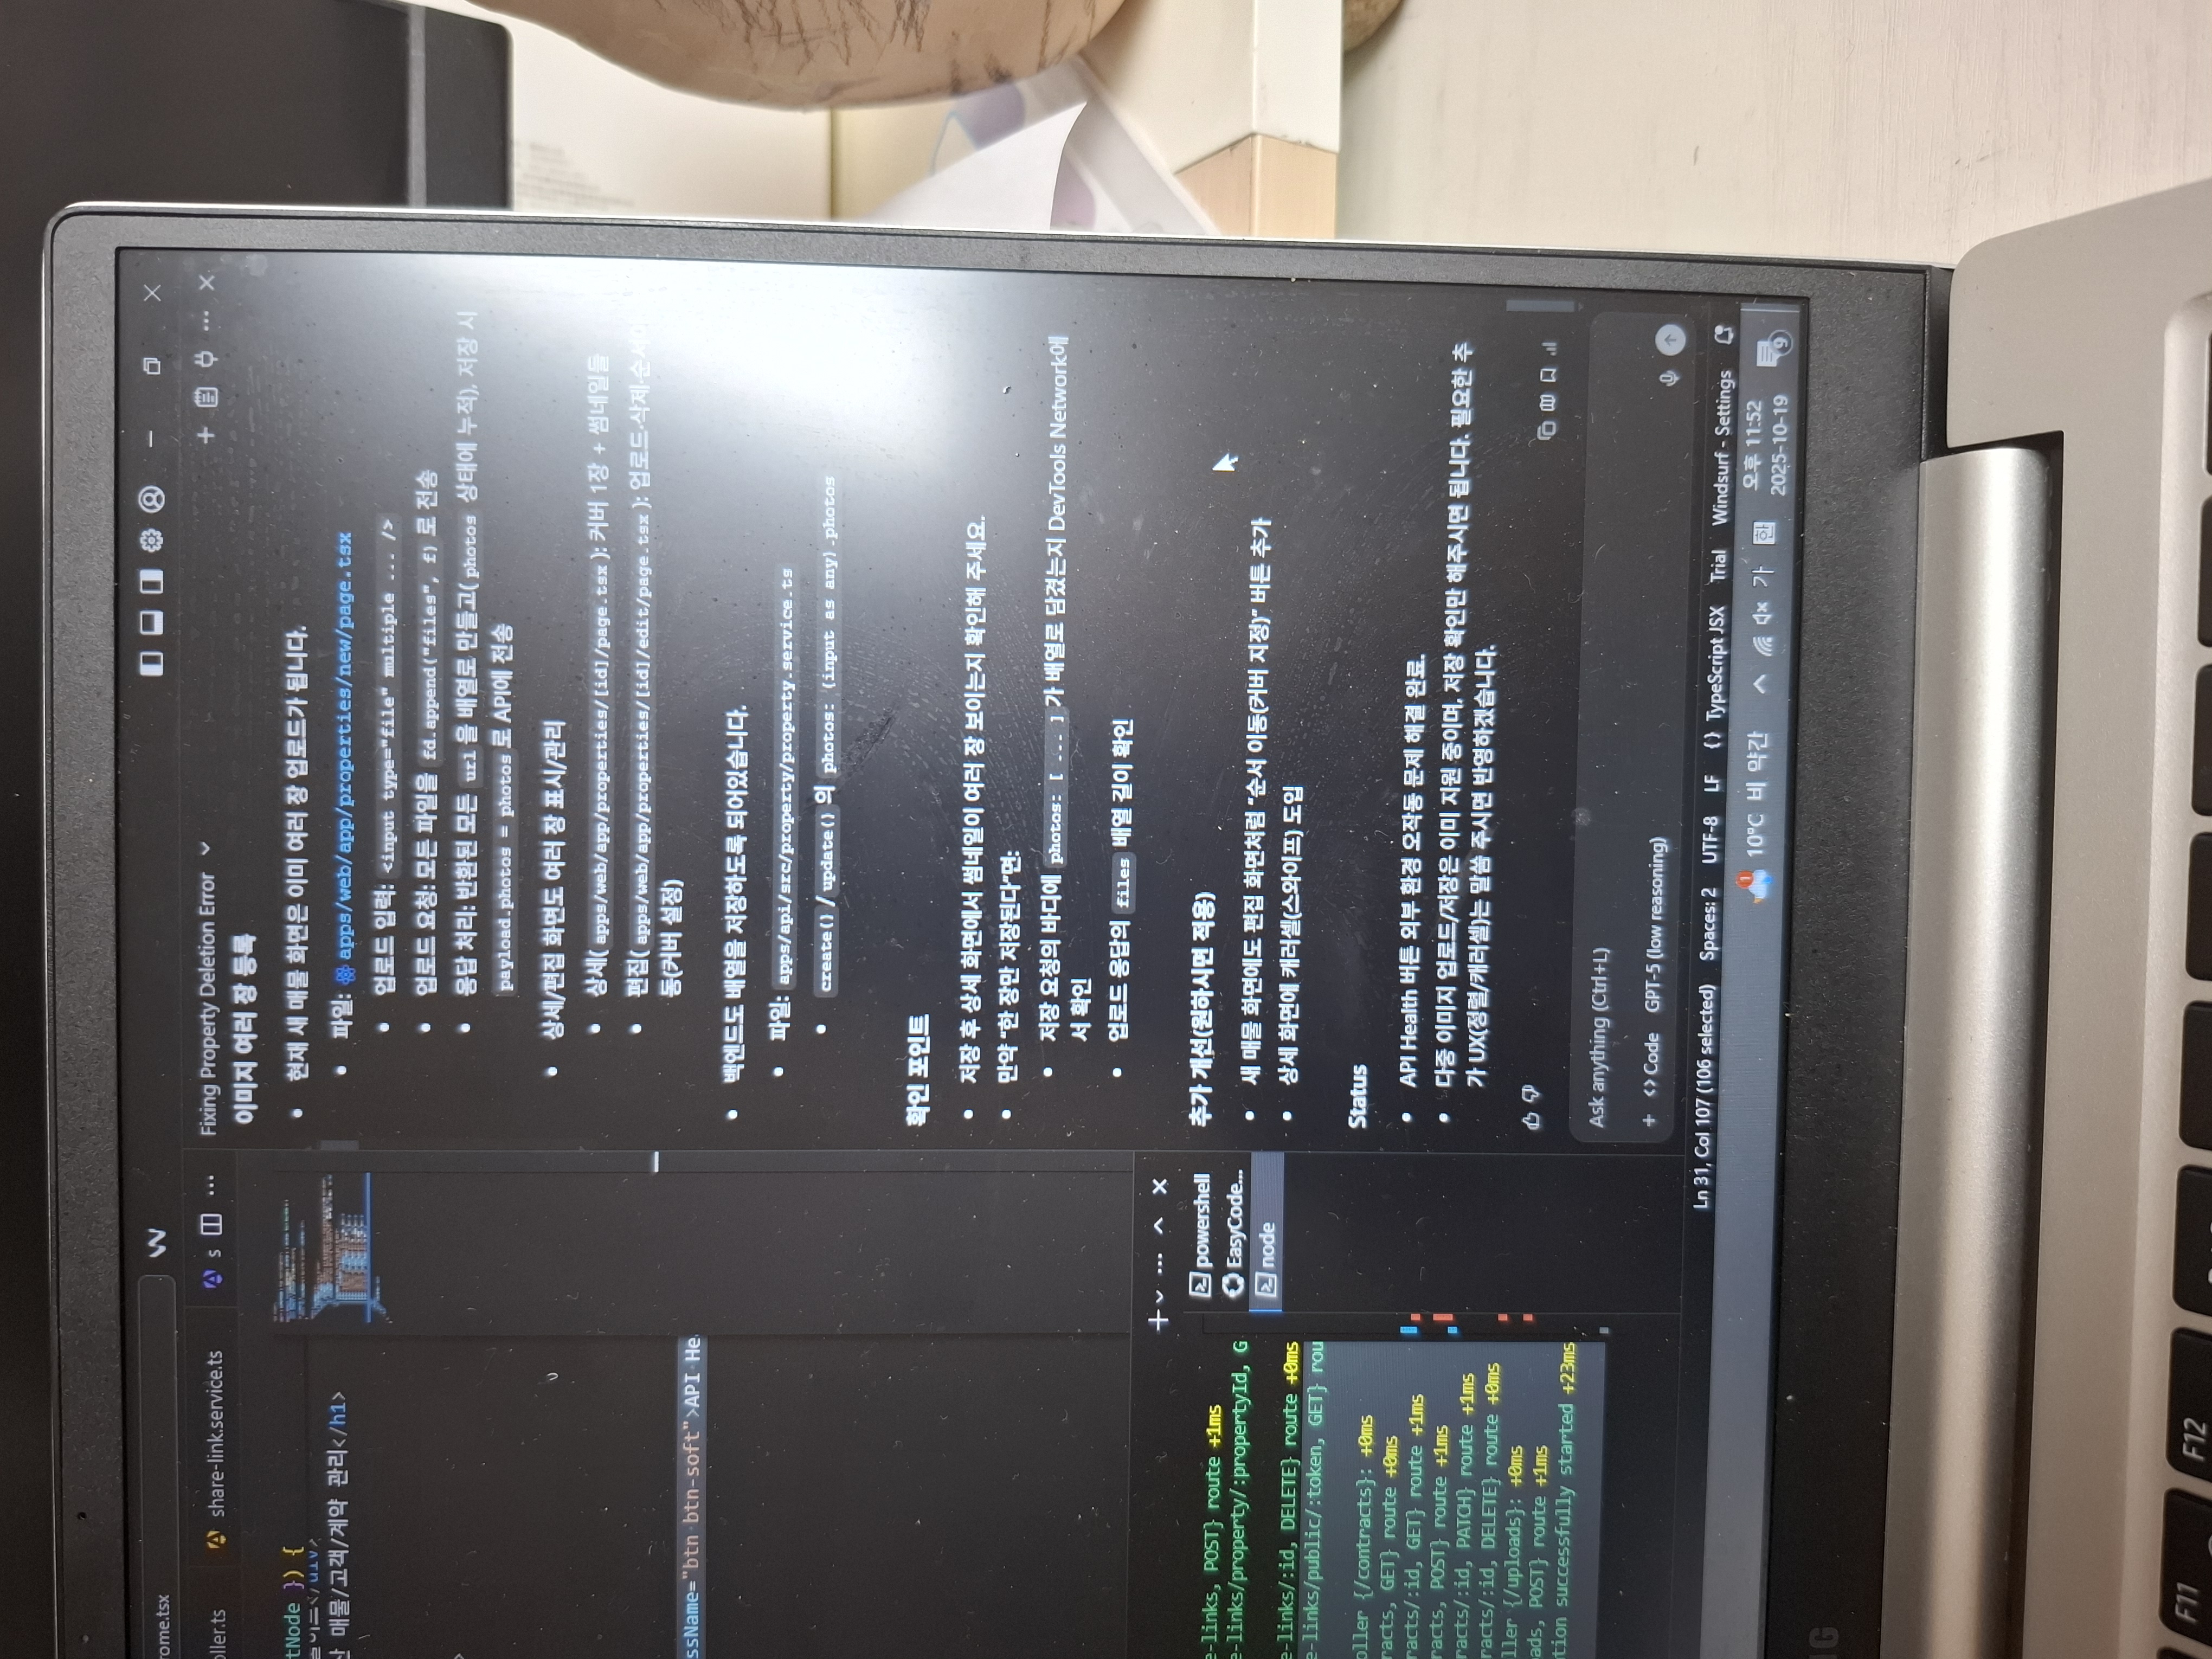 rome.tsx
ller.ts
share-link.service.ts
s
tNode }) {
매물/고객/계약 관리</h1>
>
ssName="btn btn-soft">API He
Fixing Property Deletion Error
이미지 여러 장 등록
현재 새 매물 화면은 이미 여러 장 업로드가 됩니다.
파일: apps/web/app/properties/new/page.tsx
업로드 입력: <input type="file" multiple ... />
업로드 요청: 모든 파일을 fd.append("files", f) 로 전송
응답 처리: 반환된 모든 url 을 배열로 만들고( photos 상태에 누적), 저장 시
payload.photos = photos 로 API에 전송
상세/편집 화면도 여러 장 표시/관리
상세( apps/web/app/properties/[id]/page.tsx ): 커버 1장 + 썸네일들
편집( apps/web/app/properties/[id]/edit/page.tsx ): 업로드·삭제·순서이
동(커버 설정)
백엔드도 배열을 저장하도록 되어있습니다.
파일: apps/api/src/property/property.service.ts
create() / update() 의 photos: (input as any).photos
확인 포인트
저장 후 상세 화면에서 썸네일이 여러 장 보이는지 확인해 주세요.
만약 “한 장만 저장된다”면:
저장 요청의 바디에 photos: [ ... ] 가 배열로 담겼는지 DevTools Network에
서 확인
업로드 응답의 files 배열 길이 확인
추가 개선(원하시면 적용)
새 매물 화면에도 편집 화면처럼 “순서 이동(커버 지정)” 버튼 추가
상세 화면에 캐러셀(스와이프) 도입
Status
API Health 버튼 외부 환경 오작동 문제 해결 완료.
다중 이미지 업로드/저장은 이미 지원 중이며, 저장 확인만 해주시면 됩니다. 필요한 추
가 UX(정렬/캐러셀)는 말씀 주시면 반영하겠습니다.
Ask anything (Ctrl+L)
+ <> Code GPT-5 (low reasoning)
powershell
EasyCode...
node
e-links, POST} route +1ms
e-links/property/:propertyId, G
e-links/:id, DELETE} route +0ms
e-links/public/:token, GET} rou
oller {/contracts}: +0ms
racts, GET} route +0ms
racts/:id, GET} route +1ms
racts, POST} route +1ms
racts/:id, PATCH} route +1ms
racts/:id, DELETE} route +0ms
ller {/uploads}: +0ms
ads, POST} route +1ms
tion successfully started +23ms
Ln 31, Col 107 (106 selected) Spaces: 2 UTF-8 LF {} TypeScript JSX Trial Windsurf - Settings
1
10°C 비 약간
가
한
오후 11:52
2025-10-19
9
NG
F11
F12